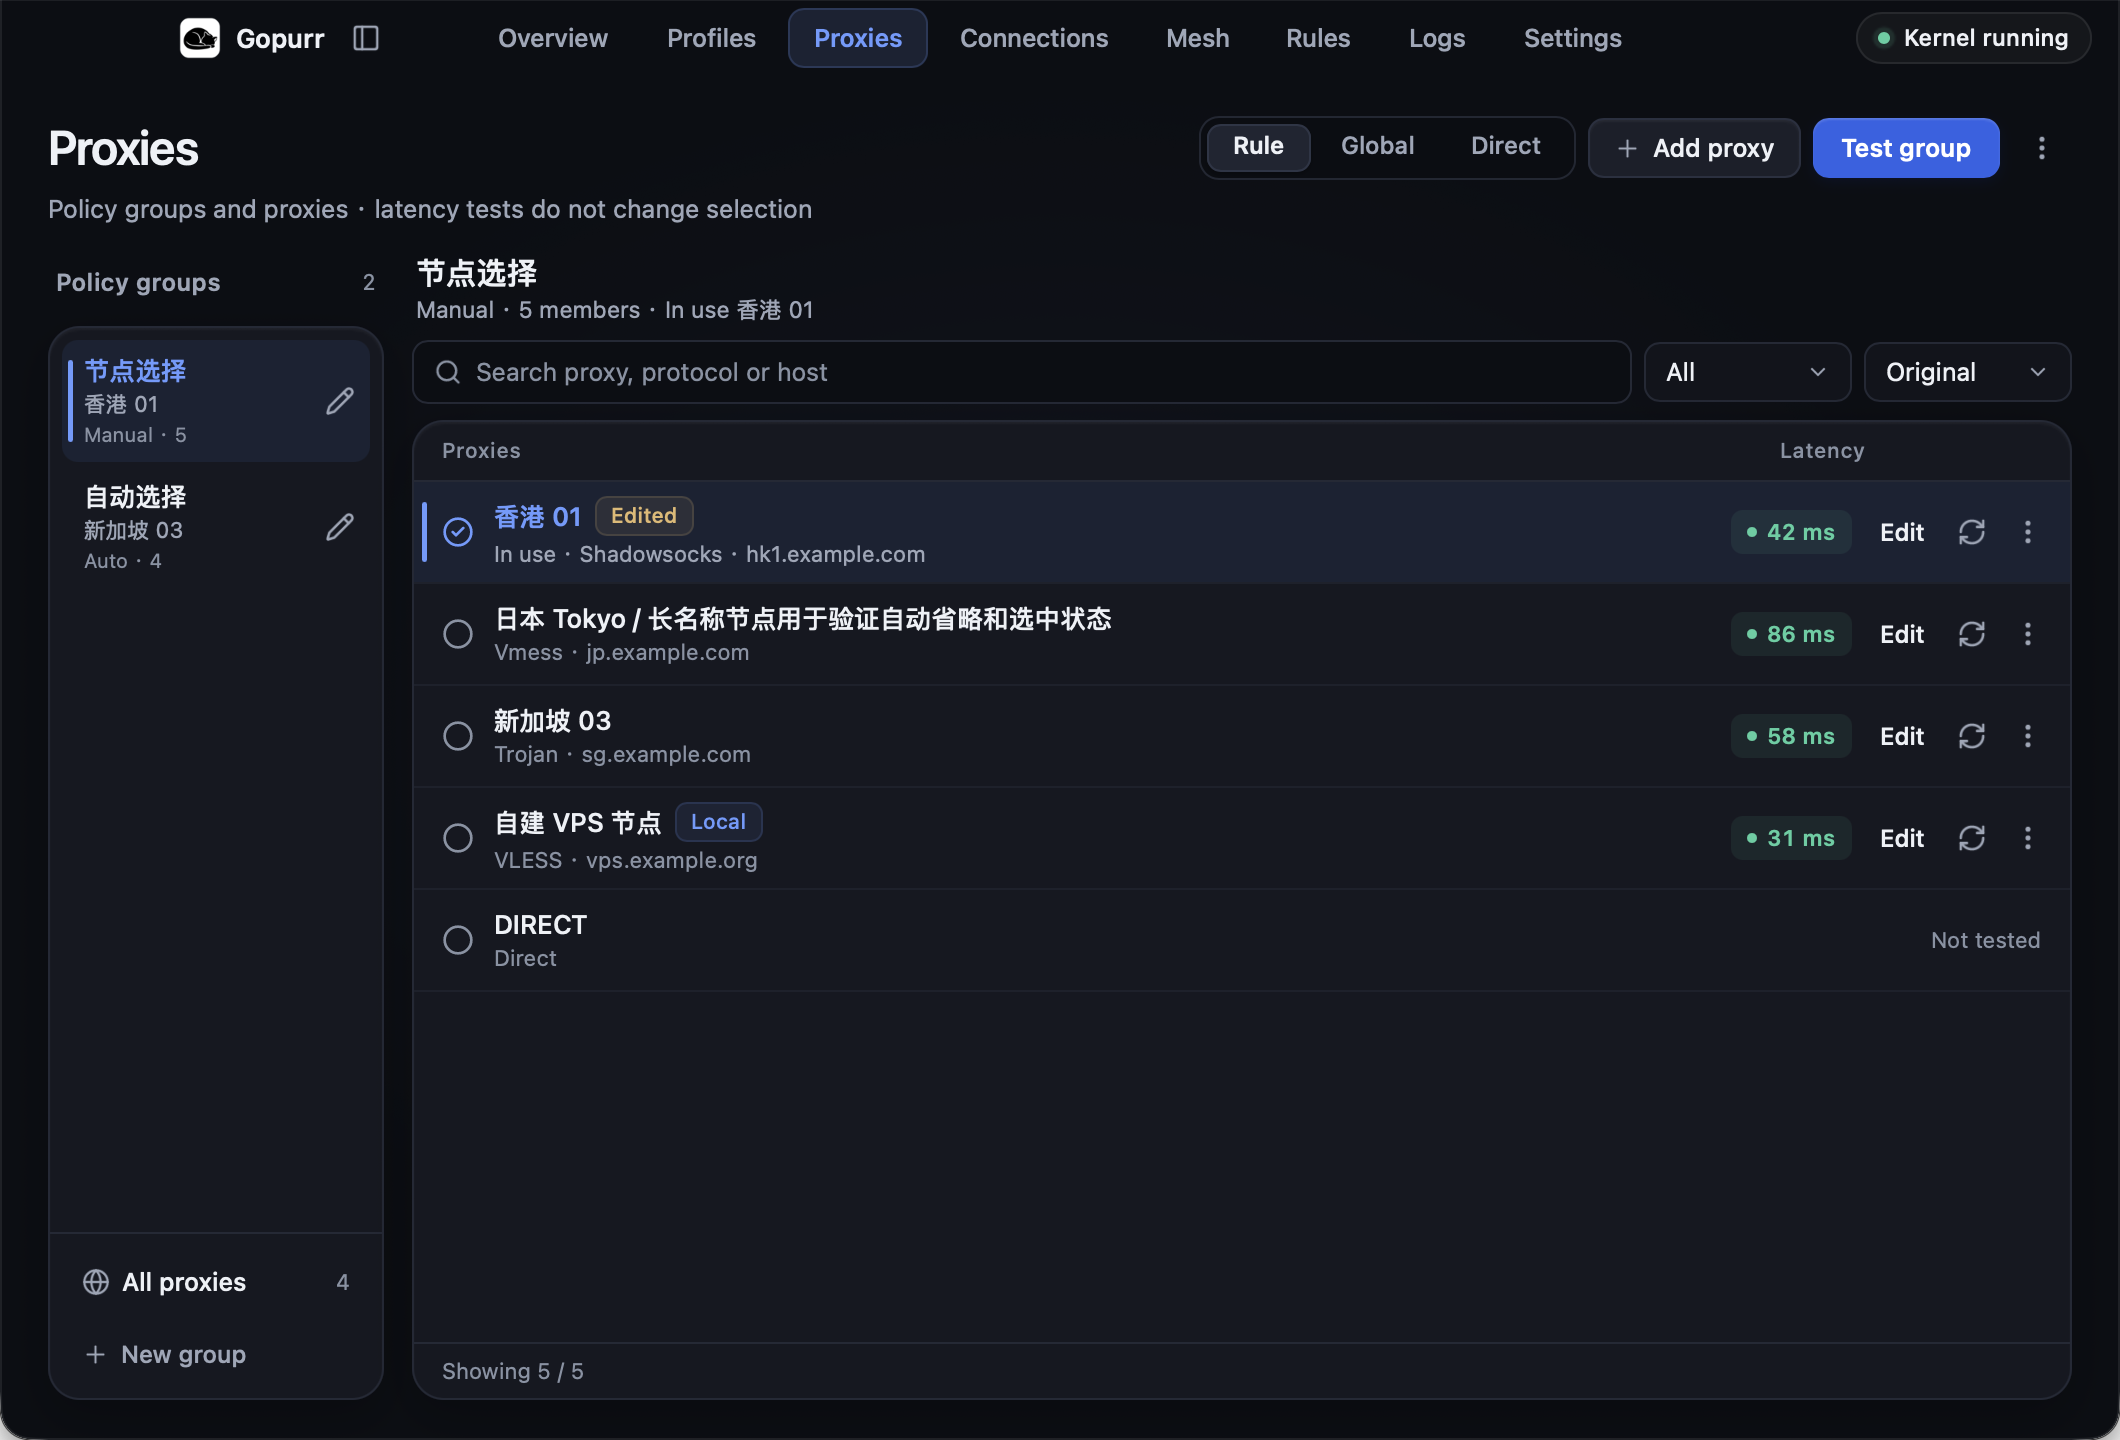 Gopurr
Overview
Profiles
Proxies
Connections
Mesh
Rules
Logs
Settings
Kernel running
Proxies
Policy groups and proxies · latency tests do not change selection
Rule
Global
Direct
+ Add proxy
Test group
Policy groups 2
节点选择
香港 01
Manual · 5
自动选择
新加坡 03
Auto · 4
All proxies 4
+ New group
节点选择
Manual · 5 members · In use 香港 01
Search proxy, protocol or host
All
Original
Proxies Latency
香港 01 Edited
In use · Shadowsocks · hk1.example.com
42 ms Edit
日本 Tokyo / 长名称节点用于验证自动省略和选中状态
Vmess · jp.example.com
86 ms Edit
新加坡 03
Trojan · sg.example.com
58 ms Edit
自建 VPS 节点 Local
VLESS · vps.example.org
31 ms Edit
DIRECT
Direct
Not tested
Showing 5 / 5